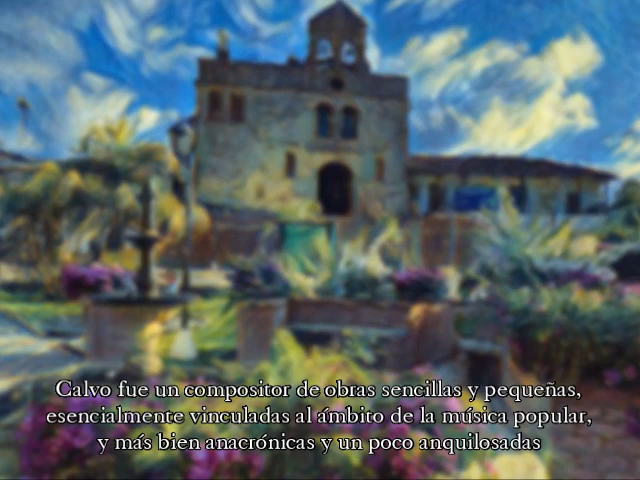 Calvo fue un compositor de obras sencillas y pequeñas,
esencialmente vinculadas al ámbito de la música popular,
y más bien anacrónicas y un poco anquilosadas